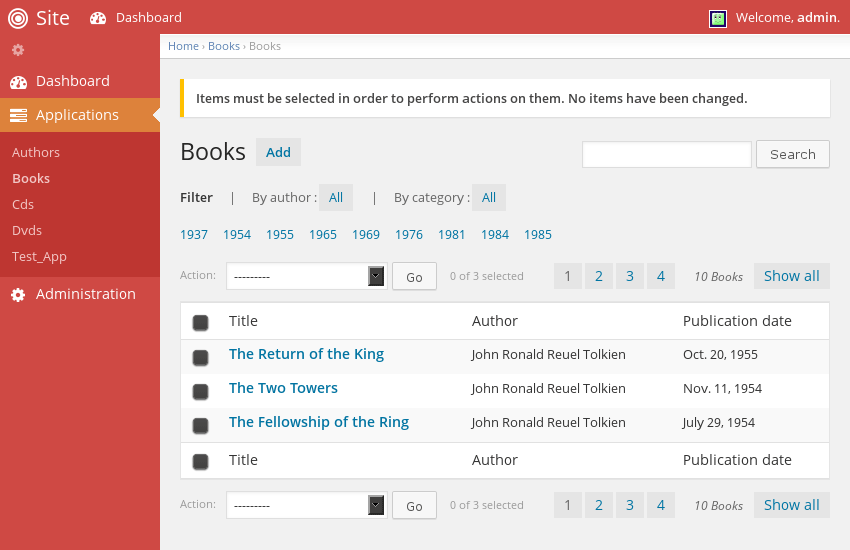 Site Dashboard Welcome, admin.
Home › Books › Books
Dashboard
Applications
Authors
Books
Cds
Dvds
Test_App
Administration
Items must be selected in order to perform actions on them. No items have been changed.
Books Add Search
Filter | By author : All | By category : All
1937 1954 1955 1965 1969 1976 1981 1984 1985
Action: --------- Go 0 of 3 selected 1 2 3 4 10 Books Show all
Title Author Publication date
The Return of the King John Ronald Reuel Tolkien Oct. 20, 1955
The Two Towers John Ronald Reuel Tolkien Nov. 11, 1954
The Fellowship of the Ring John Ronald Reuel Tolkien July 29, 1954
Title Author Publication date
Action: --------- Go 0 of 3 selected 1 2 3 4 10 Books Show all